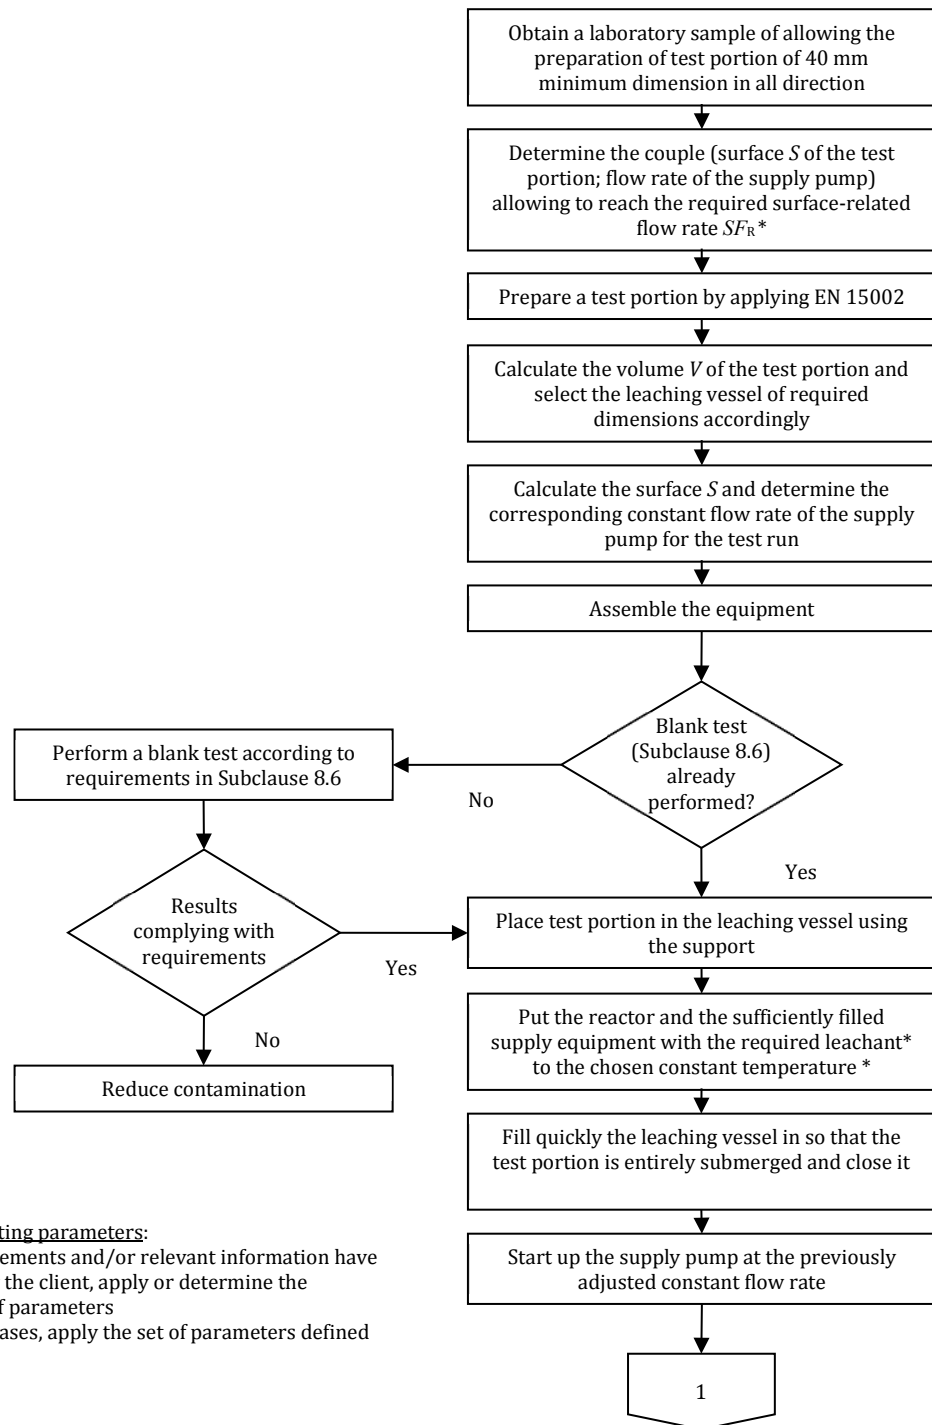 Obtain a laboratory sample of allowing the
preparation of test portion of 40 mm
minimum dimension in all direction
Determine the couple (surface S of the test
portion; flow rate of the supply pump)
allowing to reach the required surface-related
flow rate SFR*
Prepare a test portion by applying EN 15002
Calculate the volume V of the test portion and
select the leaching vessel of required
dimensions accordingly
Calculate the surface S and determine the
corresponding constant flow rate of the supply
pump for the test run
Assemble the equipment
Blank test
(Subclause 8.6)
already
performed?
No
Yes
Perform a blank test according to
requirements in Subclause 8.6
Results
complying with
requirements
Yes
No
Reduce contamination
Place test portion in the leaching vessel using
the support
Put the reactor and the sufficiently filled
supply equipment with the required leachant*
to the chosen constant temperature *
Fill quickly the leaching vessel in so that the
test portion is entirely submerged and close it
Start up the supply pump at the previously
adjusted constant flow rate
1
ting parameters:
ements and/or relevant information have
the client, apply or determine the
f parameters
ases, apply the set of parameters defined